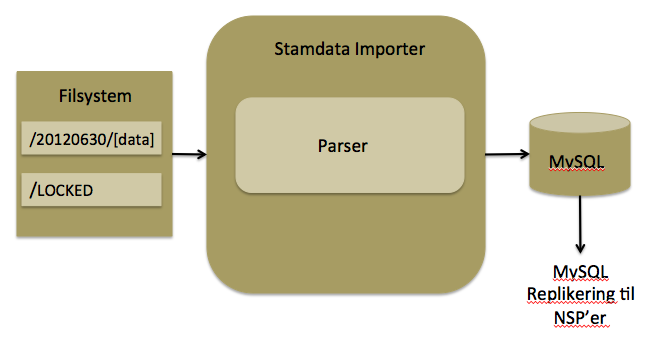 Stamdata Importer
Filsystem
/20120630/[data]
/LOCKED
Parser
MySQL
MySQL
Replikering til
NSP’er